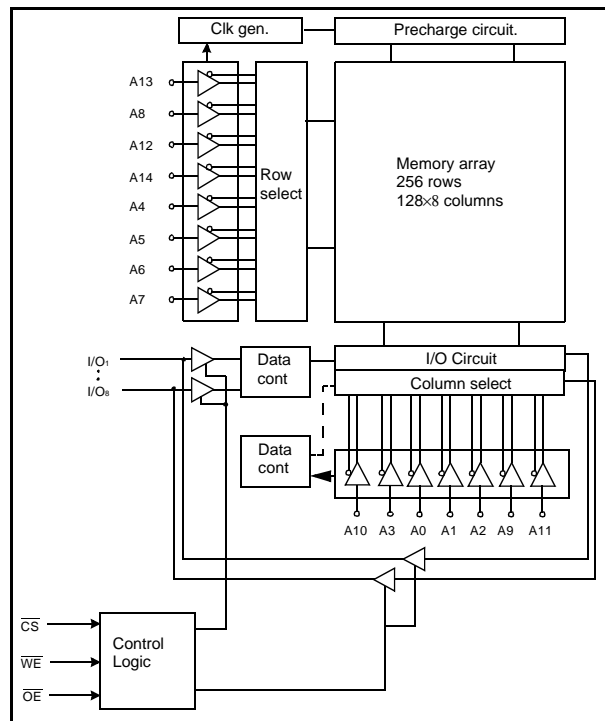 Clk gen.
Precharge circuit.
A13
A8
A12
A14
A4
A5
A6
A7
Row
select
Memory array
256 rows
128×8 columns
I/O1
I/O8
Data
cont
I/O Circuit
Column select
Data
cont
A10 A3 A0 A1 A2 A9 A11
CS
WE
OE
Control
Logic